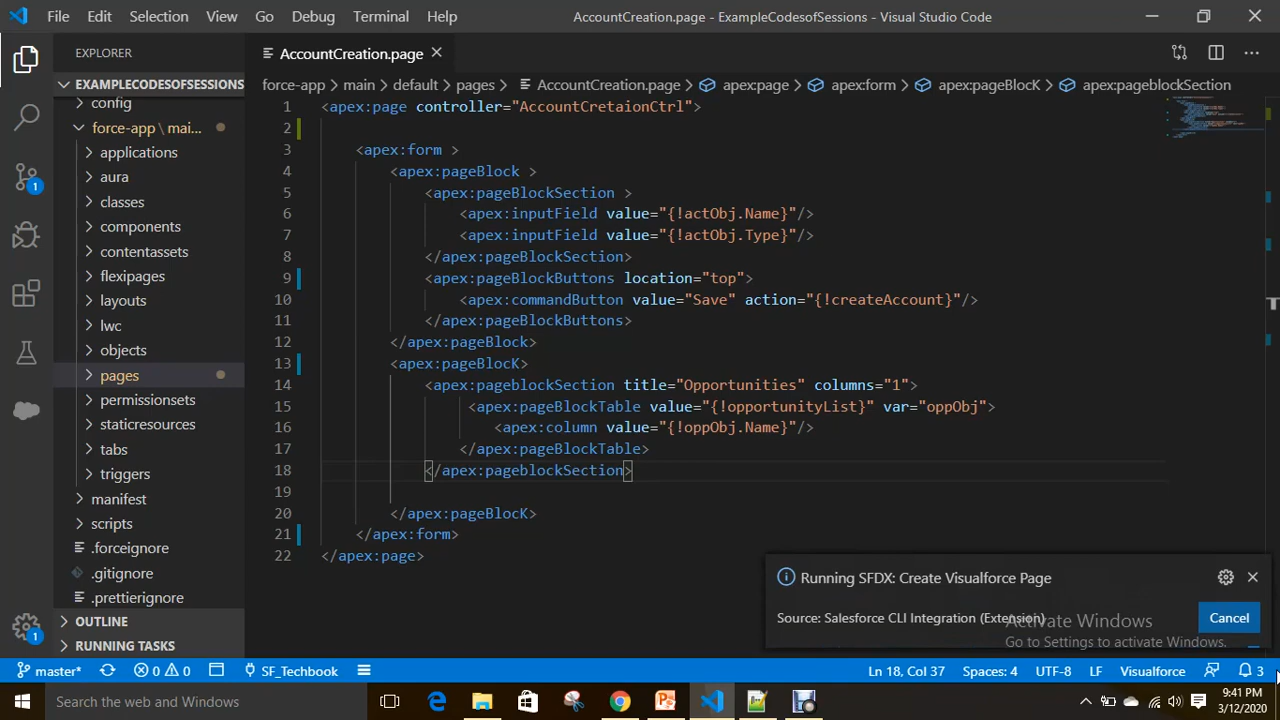 File Edit Selection View Go Debug Terminal Help AccountCreation.page - ExampleCodesofSessions - Visual Studio Code
EXPLORER
AccountCreation.page
EXAMPLECODESOFSESSIONS
force-app > main > default > pages > AccountCreation.page > apex:page > apex:form > apex:pageBlocK > apex:pageblockSection
config
force-app \ mai...
applications
aura
classes
components
contentassets
flexipages
layouts
lwc
objects
pages
permissionsets
staticresources
tabs
triggers
manifest
scripts
.forceignore
.gitignore
.prettierignore
OUTLINE
RUNNING TASKS
1
1
1 <apex:page controller="AccountCretaionCtrl">
2
3 <apex:form >
4 <apex:pageBlock >
5 <apex:pageBlockSection >
6 <apex:inputField value="{!actObj.Name}"/>
7 <apex:inputField value="{!actObj.Type}"/>
8 </apex:pageBlockSection>
9 <apex:pageBlockButtons location="top">
10 <apex:commandButton value="Save" action="{!createAccount}"/>
11 </apex:pageBlockButtons>
12 </apex:pageBlock>
13 <apex:pageBlocK>
14 <apex:pageblockSection title="Opportunities" columns="1">
15 <apex:pageBlockTable value="{!opportunityList}" var="oppObj">
16 <apex:column value="{!oppObj.Name}"/>
17 </apex:pageBlockTable>
18 </apex:pageblockSection>
19
20 </apex:pageBlocK>
21 </apex:form>
22 </apex:page>
Running SFDX: Create Visualforce Page
Source: Salesforce CLI Integration (Extension)
Cancel
Activate Windows
Go to Settings to activate Windows.
master* 0 0 SF_Techbook Ln 18, Col 37 Spaces: 4 UTF-8 LF Visualforce 3
Search the web and Windows
9:41 PM
3/12/2020